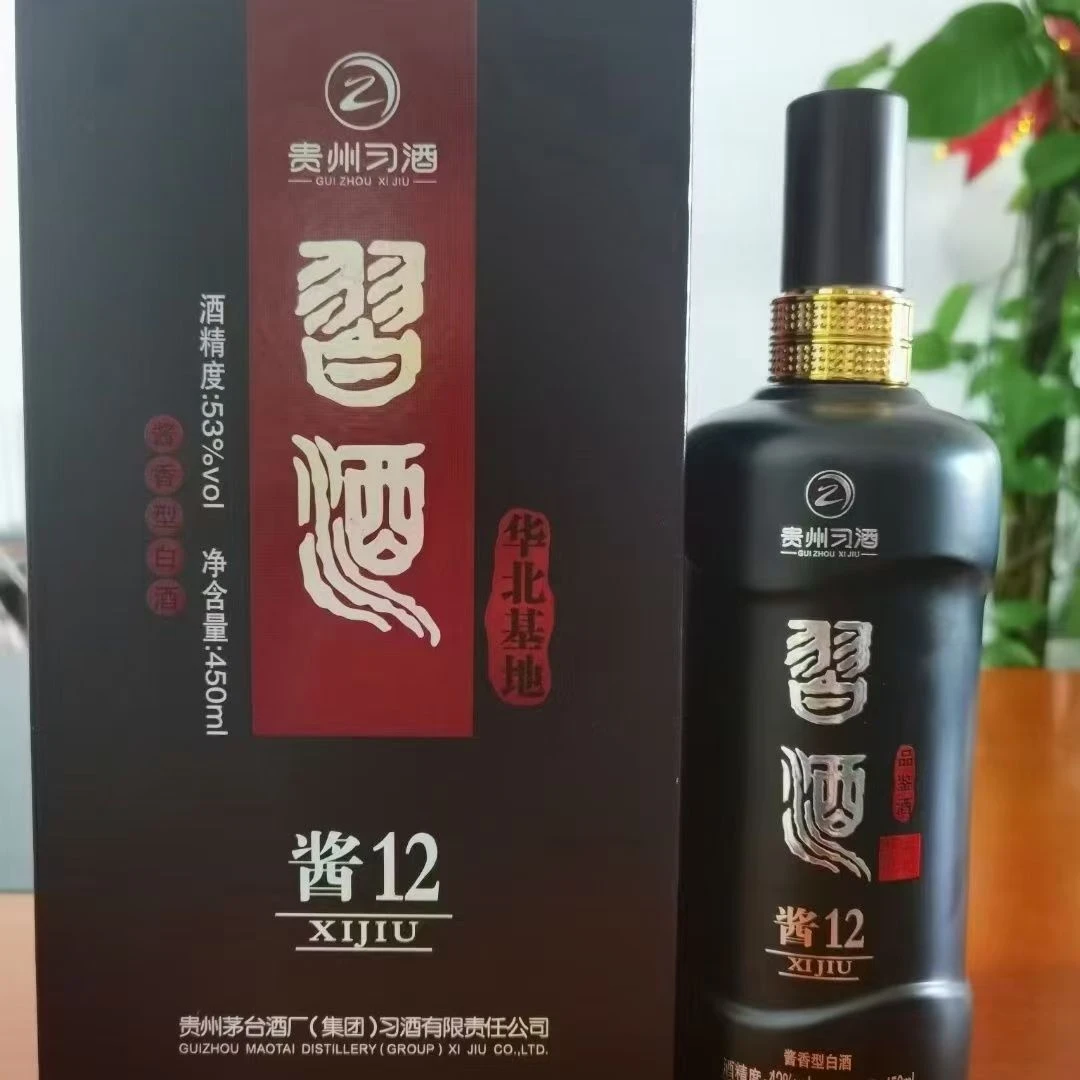 贵州习酒
GUI ZHOU XI JIU
習酒
酒精度:53%vol 净含量:450ml
酱香型白酒
华北基地
酱12
XIJIU
贵州茅台酒厂(集团)习酒有限责任公司
GUIZHOU MAOTAI DISTILLERY(GROUP) XI JIU CO.,LTD.
贵州习酒
GUI ZHOU XI JIU
習酒
品鉴酒
酱12
XIJIU
酱香型白酒
酒精度